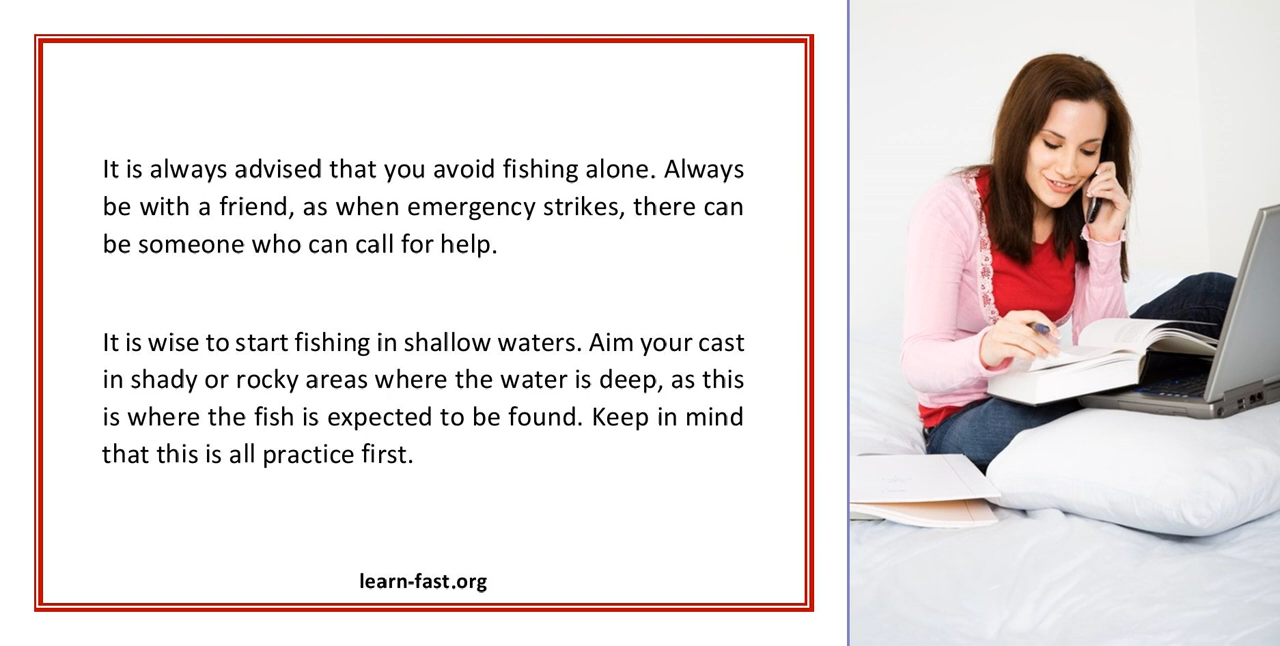 It is always advised that you avoid fishing alone. Always
be with a friend, as when emergency strikes, there can
be someone who can call for help.
It is wise to start fishing in shallow waters. Aim your cast
in shady or rocky areas where the water is deep, as this
is where the fish is expected to be found. Keep in mind
that this is all practice first.
learn-fast.org